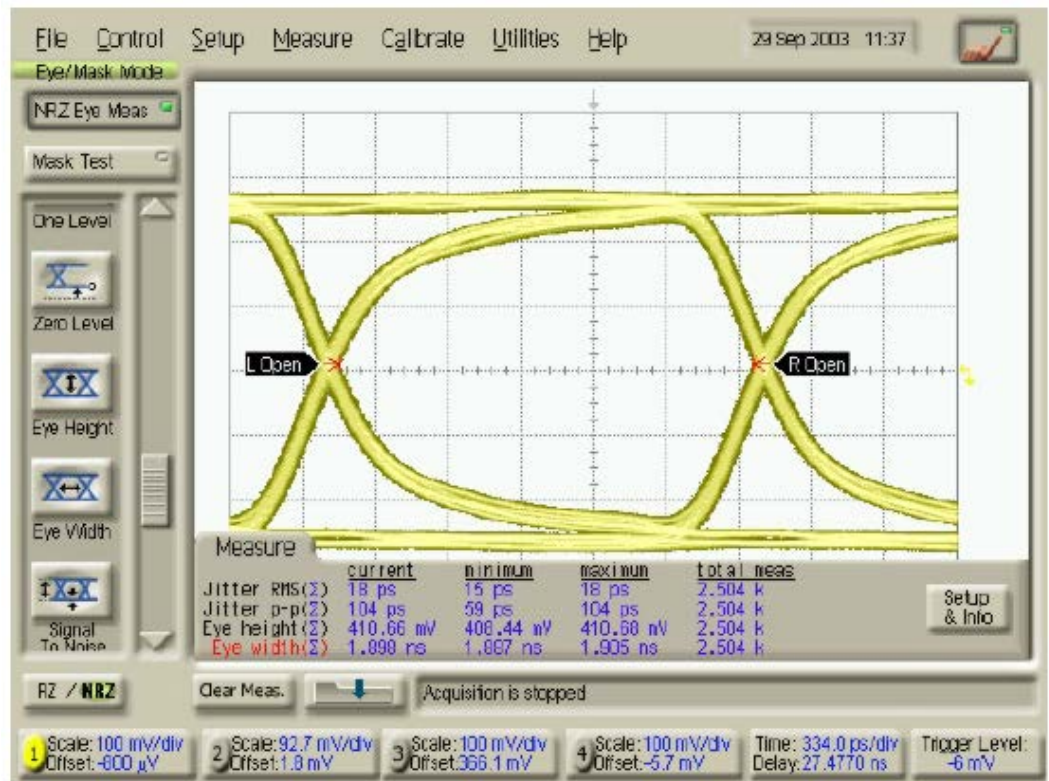 File Control Setup Measure Calibrate Utilities Help 29 Sep 2003 11:37
Eye/Mask Mode
NRZ Eye Meas
Mask Test
One Level
Zero Level
Eye Height
Eye Width
Signal
To Noise
L Open
R Open
Measure
current minimum maximum total meas
Jitter RMS(Σ) 18 ps 15 ps 18 ps 2.504 k
Jitter p-p(Σ) 104 ps 59 ps 104 ps 2.504 k
Eye height(Σ) 410.66 mV 408.44 mV 410.68 mV 2.504 k
Eye width(Σ) 1.898 ns 1.887 ns 1.905 ns 2.504 k
Setup
& Info
RZ / NRZ
Clear Meas.
Acquisition is stopped
1 Scale: 100 mV/div
Offset: -800 µV
2 Scale: 92.7 mV/div
Offset: 1.8 mV
3 Scale: 100 mV/div
Offset: 366.1 mV
4 Scale: 100 mV/div
Offset: -5.7 mV
Time: 334.0 ps/div
Delay: 27.4770 ns
Trigger Level:
-6 mV